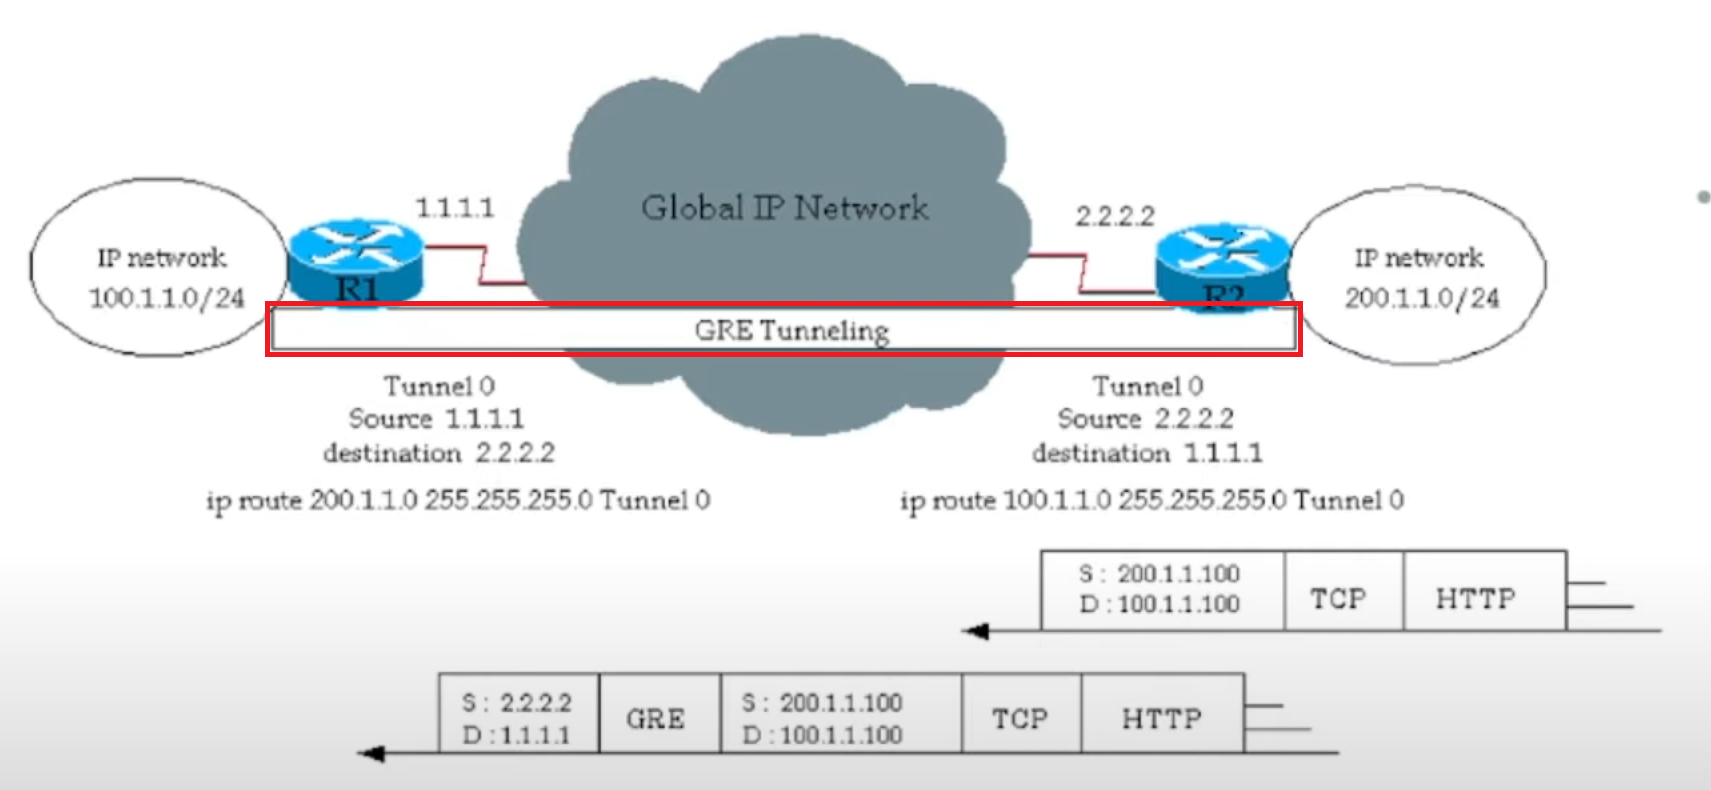 Global IP Network
1.1.1.1
2.2.2.2
IP network
100.1.1.0/24
R1
R2
IP network
200.1.1.0/24
GRE Tunneling
Tunnel 0
Source 1.1.1.1
destination 2.2.2.2
ip route 200.1.1.0 255.255.255.0 Tunnel 0
Tunnel 0
Source 2.2.2.2
destination 1.1.1.1
ip route 100.1.1.0 255.255.255.0 Tunnel 0
S : 200.1.1.100
D : 100.1.1.100
TCP
HTTP
S : 2.2.2.2
D : 1.1.1.1
GRE
S : 200.1.1.100
D : 100.1.1.100
TCP
HTTP